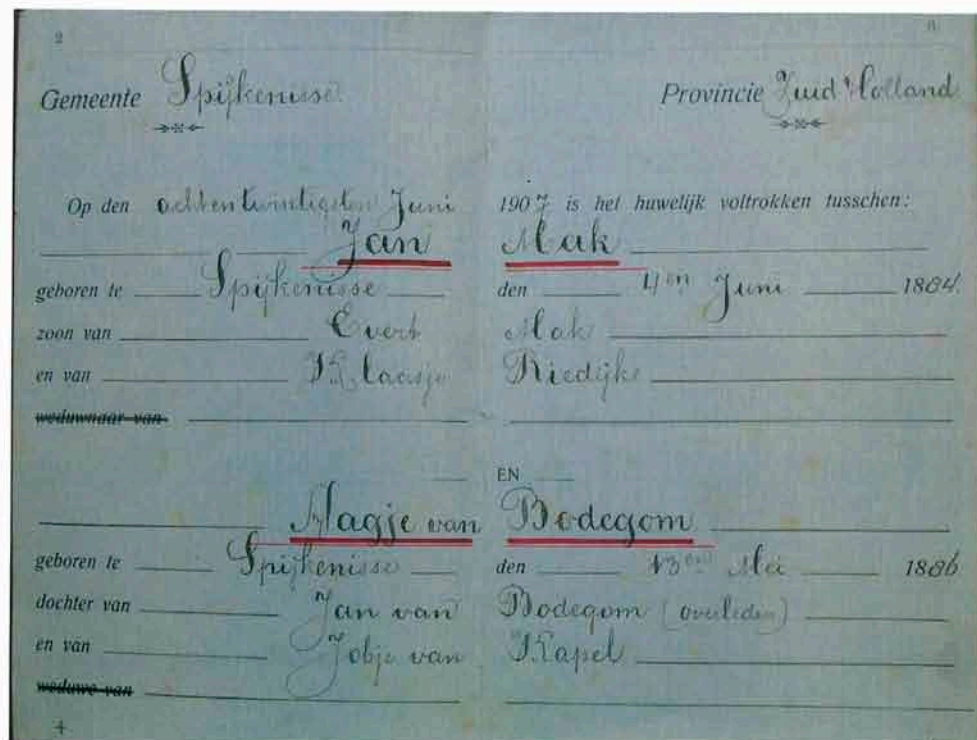 2
Gemeente Spijkenisse. Provincie Zuid Holland
Op den achtentwintigsten Juni 1907 is het huwelijk voltrokken tusschen:
Jan Mak
geboren te Spijkenisse den 4en Juni 1884.
zoon van Evert Mak
en van Klaasje Riedijk
weduwnaar van
EN
Magje van Bodegom
geboren te Spijkenisse den 13en Mei 1886
dochter van Jan van Bodegom (overleden)
en van Jobje van Kapel
weduwe van
4